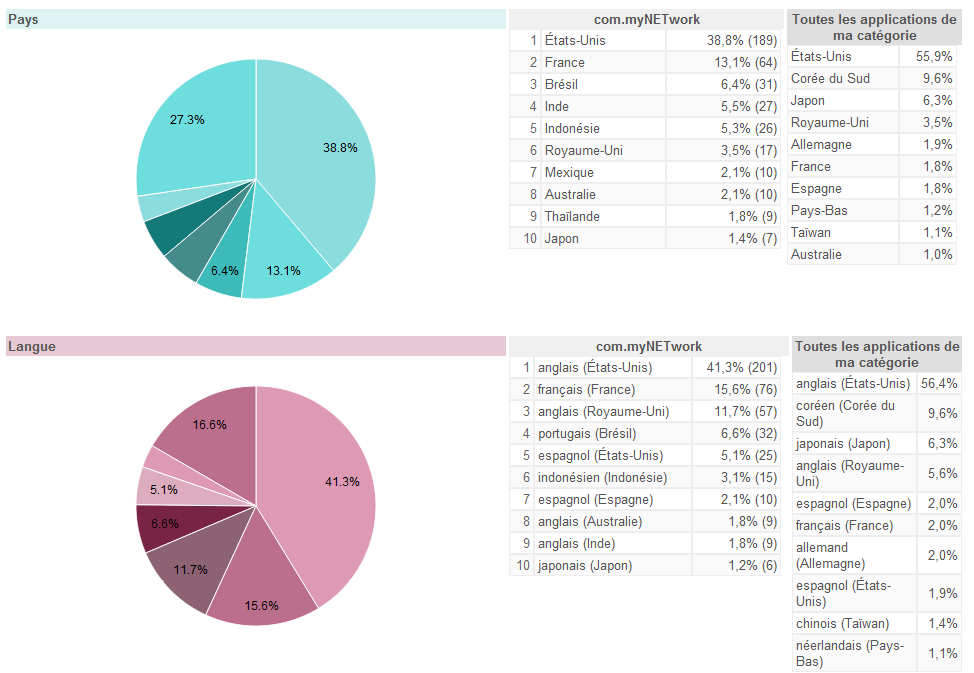 Pays
27.3%
38.8%
6.4%
13.1%
com.myNETwork
1 États-Unis 38,8% (189)
2 France 13,1% (64)
3 Brésil 6,4% (31)
4 Inde 5,5% (27)
5 Indonésie 5,3% (26)
6 Royaume-Uni 3,5% (17)
7 Mexique 2,1% (10)
8 Australie 2,1% (10)
9 Thaïlande 1,8% (9)
10 Japon 1,4% (7)
Toutes les applications de
ma catégorie
États-Unis 55,9%
Corée du Sud 9,6%
Japon 6,3%
Royaume-Uni 3,5%
Allemagne 1,9%
France 1,8%
Espagne 1,8%
Pays-Bas 1,2%
Taïwan 1,1%
Australie 1,0%
Langue
16.6%
41.3%
5.1%
6.6%
11.7%
15.6%
com.myNETwork
1 anglais (États-Unis) 41,3% (201)
2 français (France) 15,6% (76)
3 anglais (Royaume-Uni) 11,7% (57)
4 portugais (Brésil) 6,6% (32)
5 espagnol (États-Unis) 5,1% (25)
6 indonésien (Indonésie) 3,1% (15)
7 espagnol (Espagne) 2,1% (10)
8 anglais (Australie) 1,8% (9)
9 anglais (Inde) 1,8% (9)
10 japonais (Japon) 1,2% (6)
Toutes les applications de
ma catégorie
anglais (États-Unis) 56,4%
coréen (Corée du
Sud) 9,6%
japonais (Japon) 6,3%
anglais (Royaume-
Uni) 5,6%
espagnol (Espagne) 2,0%
français (France) 2,0%
allemand
(Allemagne) 2,0%
espagnol (États-
Unis) 1,9%
chinois (Taïwan) 1,4%
néerlandais (Pays-
Bas) 1,1%